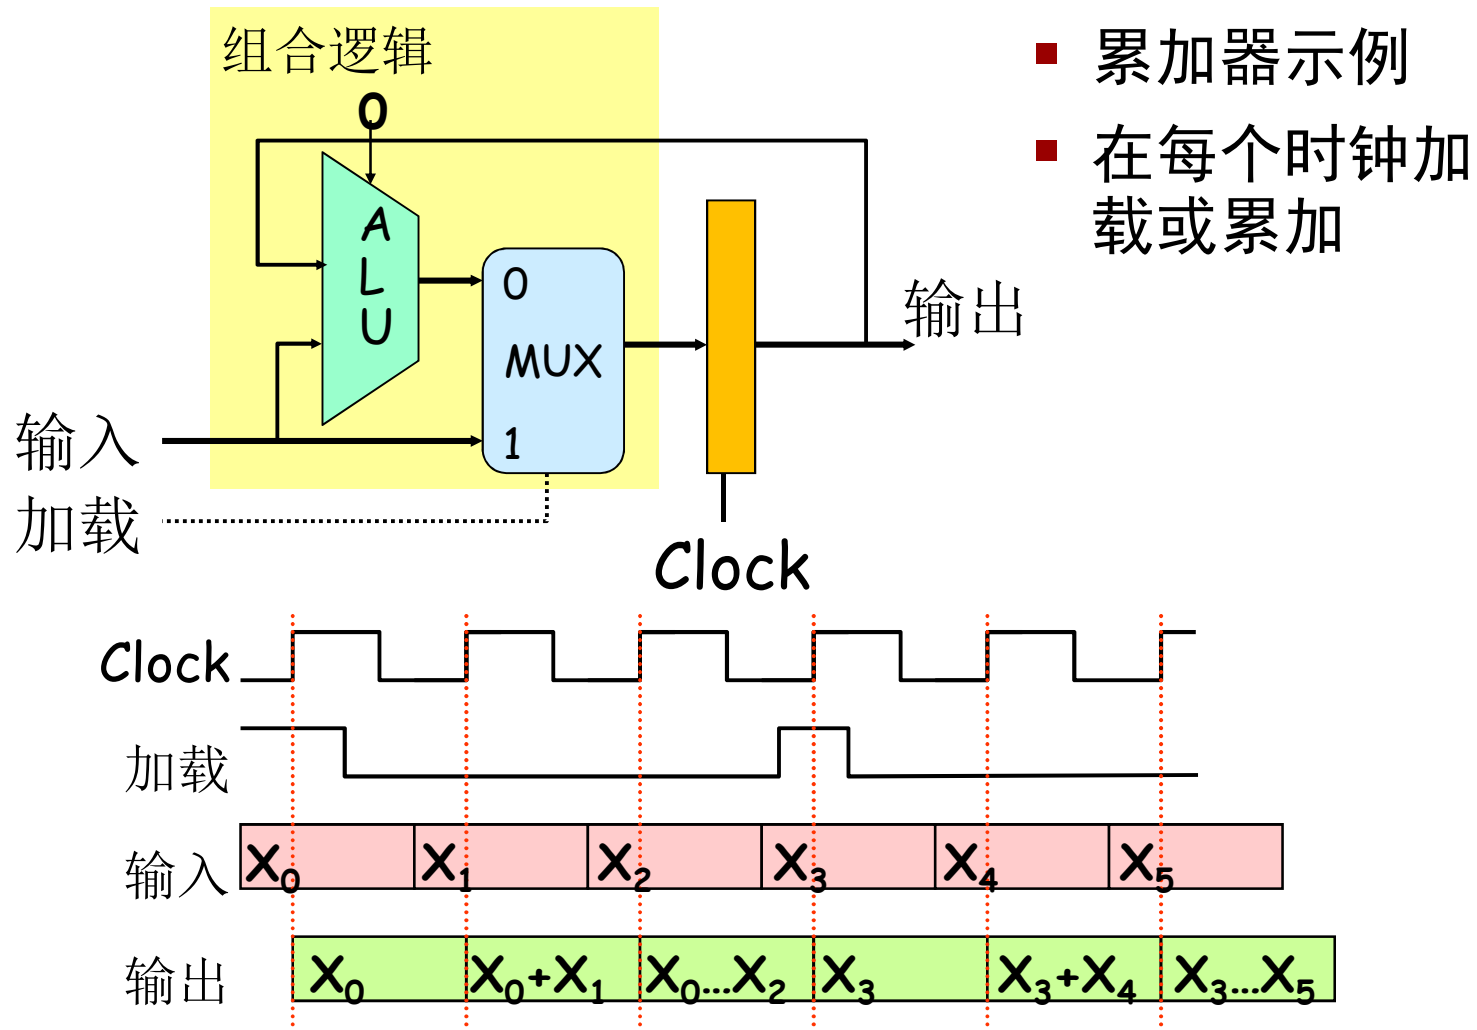 组合逻辑
0
A
L
U
0
MUX
1
输入
加载
输出
Clock
累加器示例
在每个时钟加
载或累加
Clock
加载
输入 X0 X1 X2 X3 X4 X5
输出 X0 X0+X1 X0...X2 X3 X3+X4 X3...X5